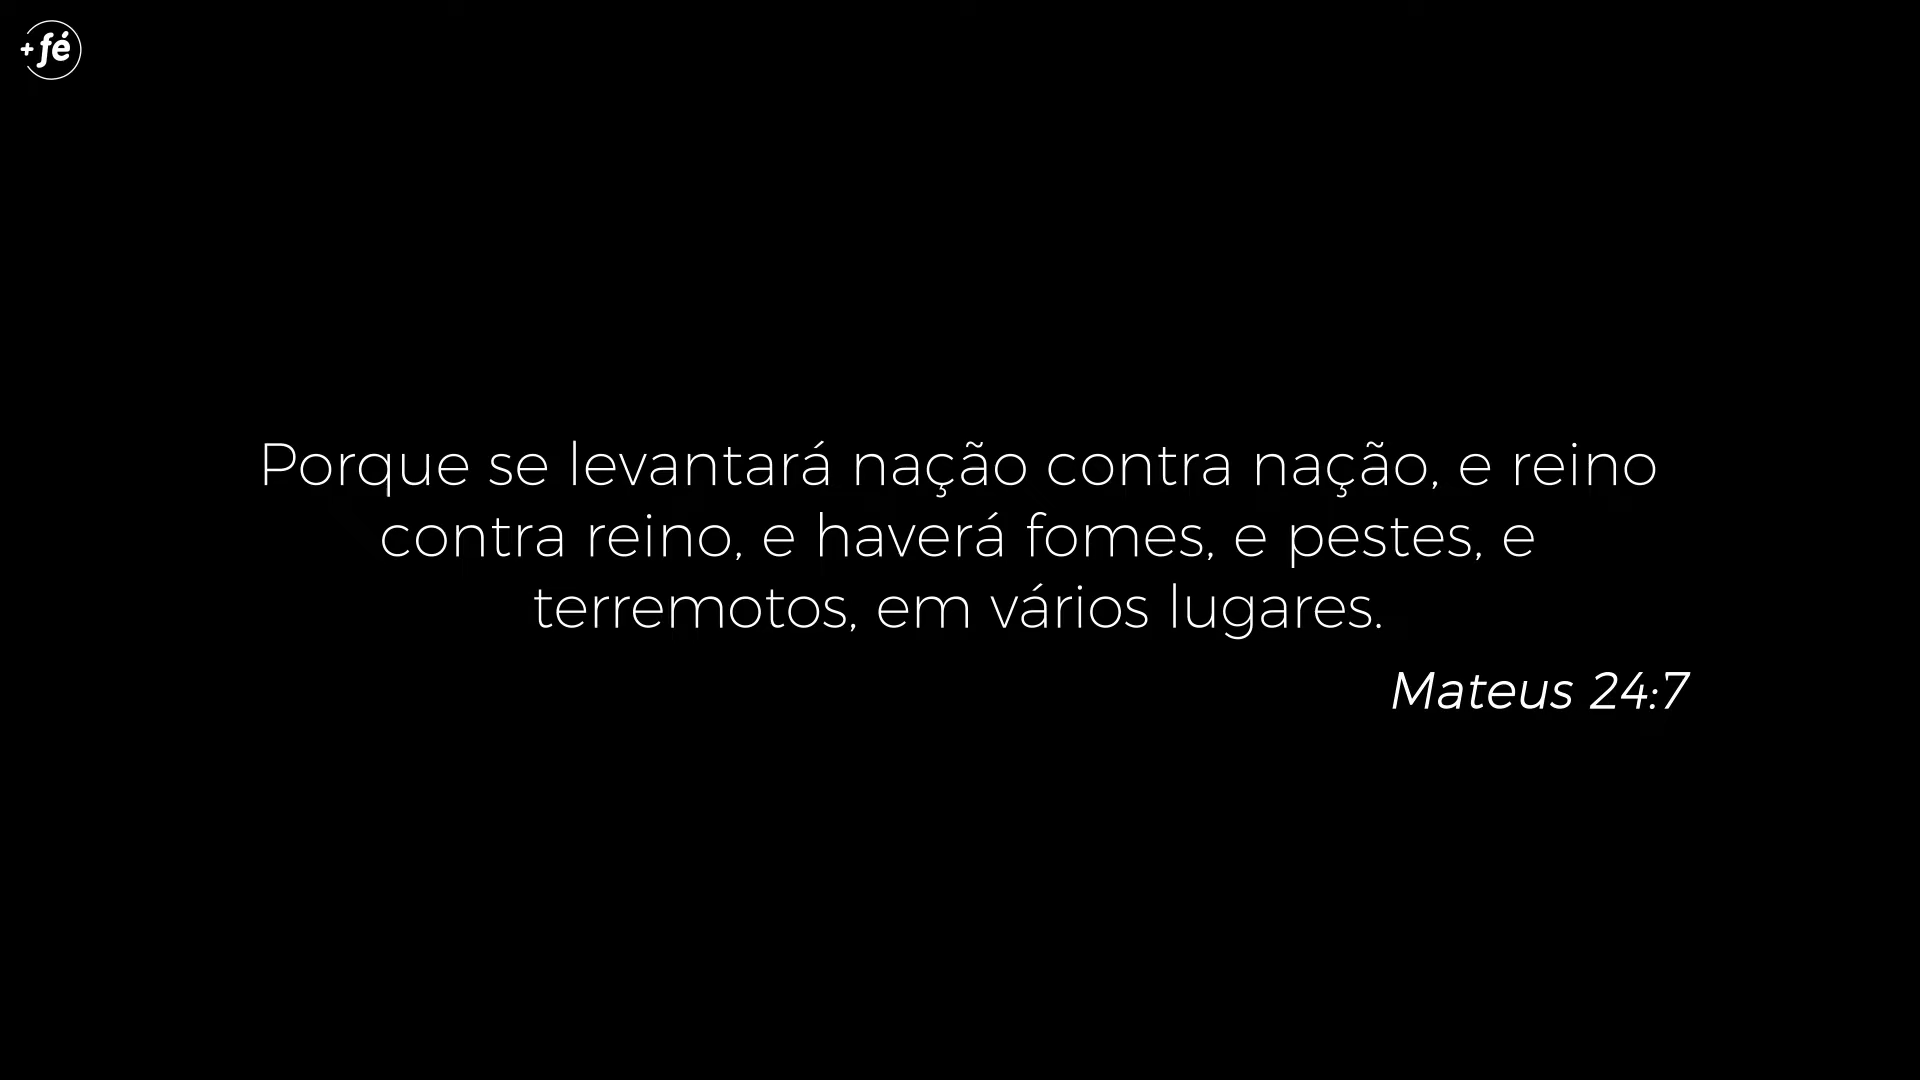 + fé
Porque se levantará nação contra nação, e reino
contra reino, e haverá fomes, e pestes, e
terremotos, em vários lugares.
Mateus 24:7